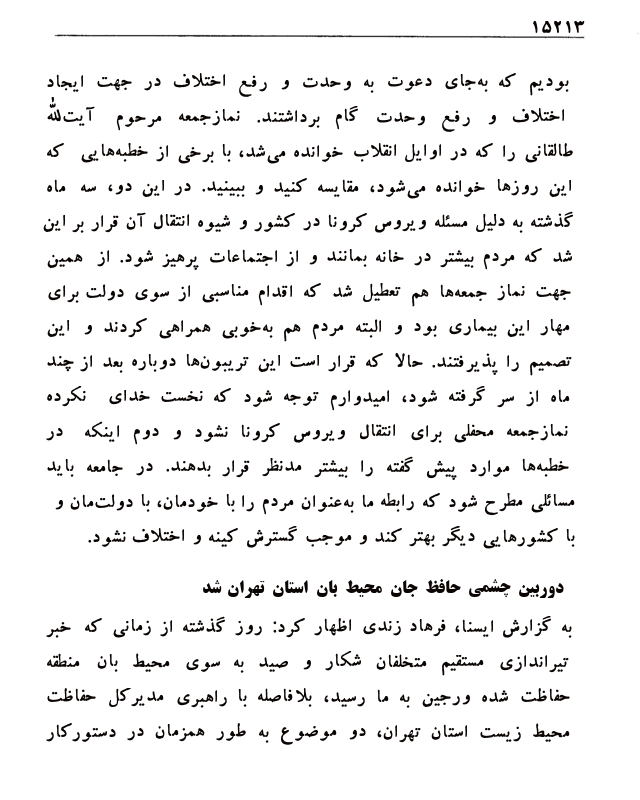 ۱۵۲۱۳
بودیم که به‌جای دعوت به وحدت و رفع اختلاف در جهت ایجاد
اختلاف و رفع وحدت گام برداشتند. نمازجمعه مرحوم آیت‌الله
طالقانی را که در اوایل انقلاب خوانده می‌شد، با برخی از خطبه‌هایی که
این روزها خوانده می‌شود، مقایسه کنید و ببینید. در این دو، سه ماه
گذشته به دلیل مسئله ویروس کرونا در کشور و شیوه انتقال آن قرار بر این
شد که مردم بیشتر در خانه بمانند و از اجتماعات پرهیز شود. از همین
جهت نماز جمعه‌ها هم تعطیل شد که اقدام مناسبی از سوی دولت برای
مهار این بیماری بود و البته مردم هم به‌خوبی همراهی کردند و این
تصمیم را پذیرفتند. حالا که قرار است این تریبون‌ها دوباره بعد از چند
ماه از سر گرفته شود، امیدوارم توجه شود که نخست خدای نکرده
نمازجمعه محفلی برای انتقال ویروس کرونا نشود و دوم اینکه در
خطبه‌ها موارد پیش گفته را بیشتر مدنظر قرار بدهند. در جامعه باید
مسائلی مطرح شود که رابطه ما به‌عنوان مردم را با خودمان، با دولت‌مان و
با کشورهایی دیگر بهتر کند و موجب گسترش کینه و اختلاف نشود.
دوربین چشمی حافظ جان محیط بان استان تهران شد
به گزارش ایسنا، فرهاد زندی اظهار کرد: روز گذشته از زمانی که خبر
تیراندازی مستقیم متخلفان شکار و صید به سوی محیط بان منطقه
حفاظت شده ورجین به ما رسید، بلافاصله با راهبری مدیرکل حفاظت
محیط زیست استان تهران، دو موضوع به طور همزمان در دستورکار